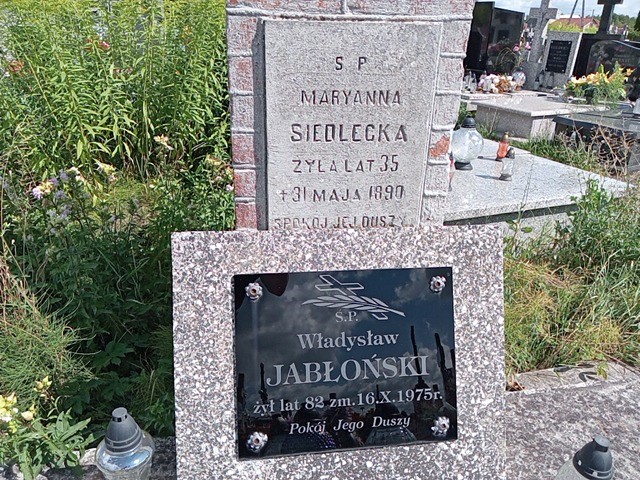 S P
MARYANNA
SIEDLECKA
ŻYŁA LAT 35
+31 MAJA 1890
SPOKÓJ JEJ DUSZY
S.P.
Władysław
JABŁOŃSKI
żył lat 82 zm.16.X.1975r.
Pokój Jego Duszy